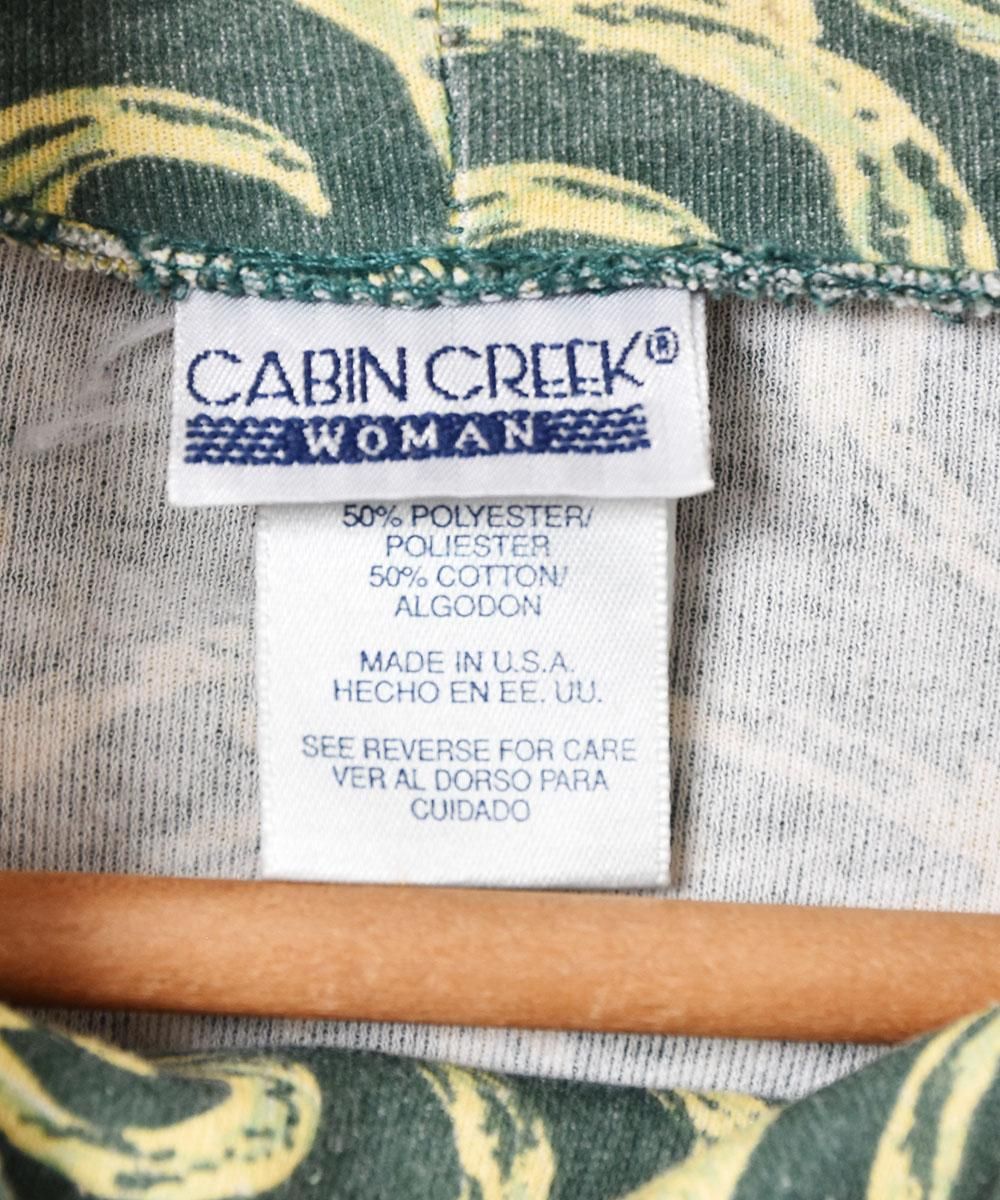 CABIN CREEK®
WOMAN
50% POLYESTER/
POLIESTER
50% COTTON/
ALGODON
MADE IN U.S.A.
HECHO EN EE. UU.
SEE REVERSE FOR CARE
VER AL DORSO PARA
CUIDADO